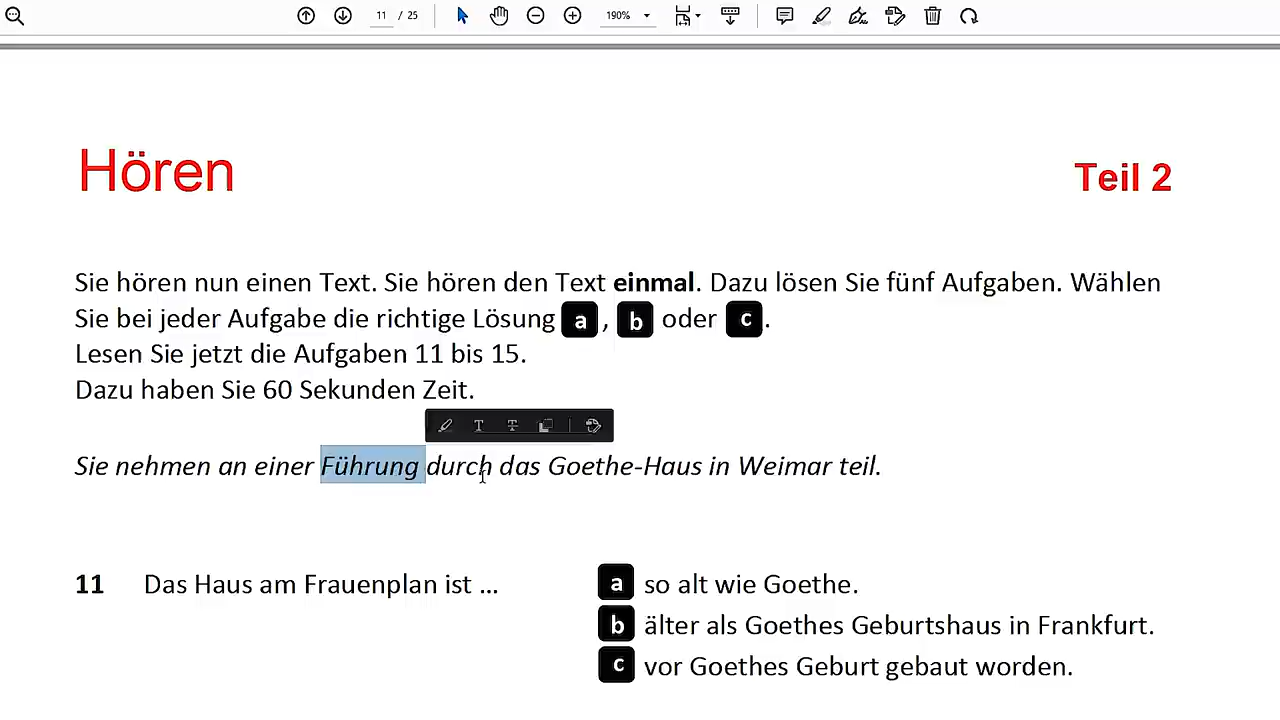 11 / 25
190%
Hören
Teil 2
Sie hören nun einen Text. Sie hören den Text einmal. Dazu lösen Sie fünf Aufgaben. Wählen
Sie bei jeder Aufgabe die richtige Lösung a, b oder c.
Lesen Sie jetzt die Aufgaben 11 bis 15.
Dazu haben Sie 60 Sekunden Zeit.
Sie nehmen an einer Führung durch das Goethe-Haus in Weimar teil.
11 Das Haus am Frauenplan ist … a so alt wie Goethe.
b älter als Goethes Geburtshaus in Frankfurt.
c vor Goethes Geburt gebaut worden.